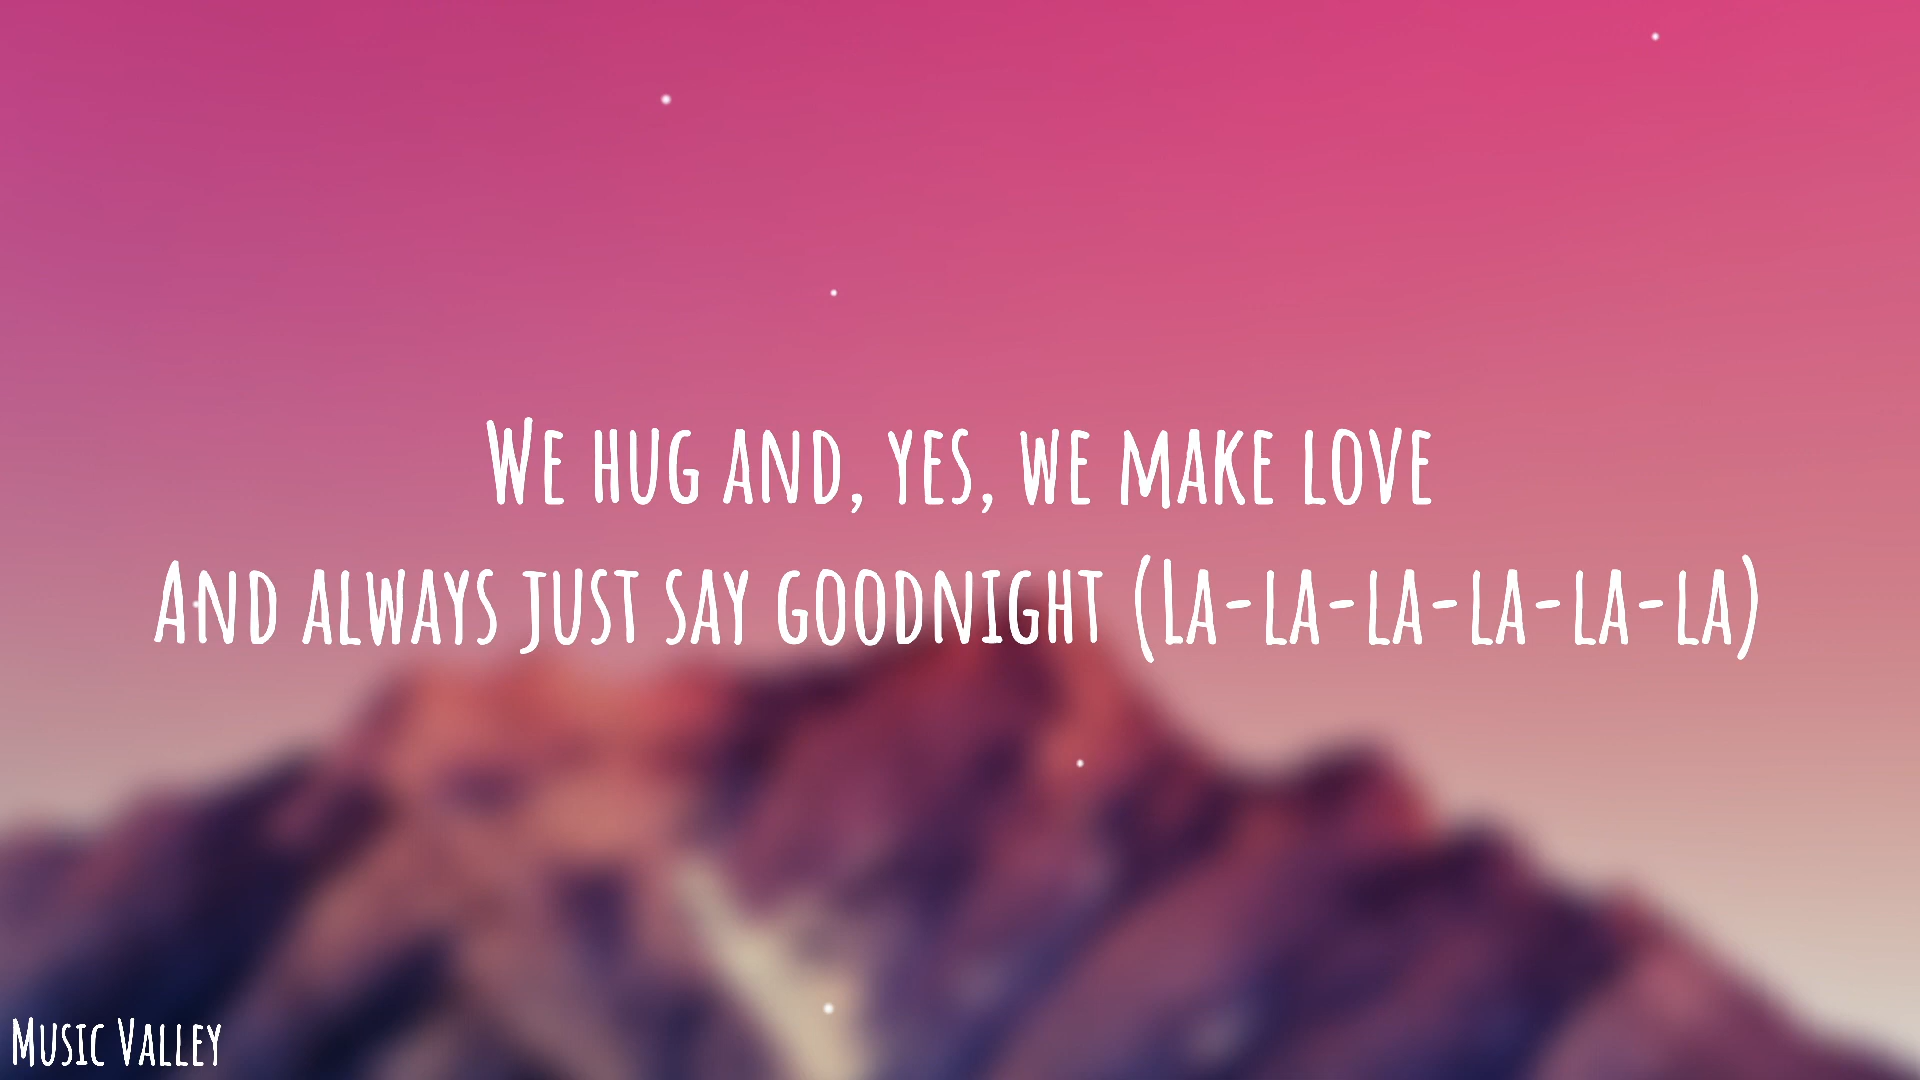 We hug and, yes, we make love
And always just say goodnight (La-la-la-la-la-la)
Music Valley